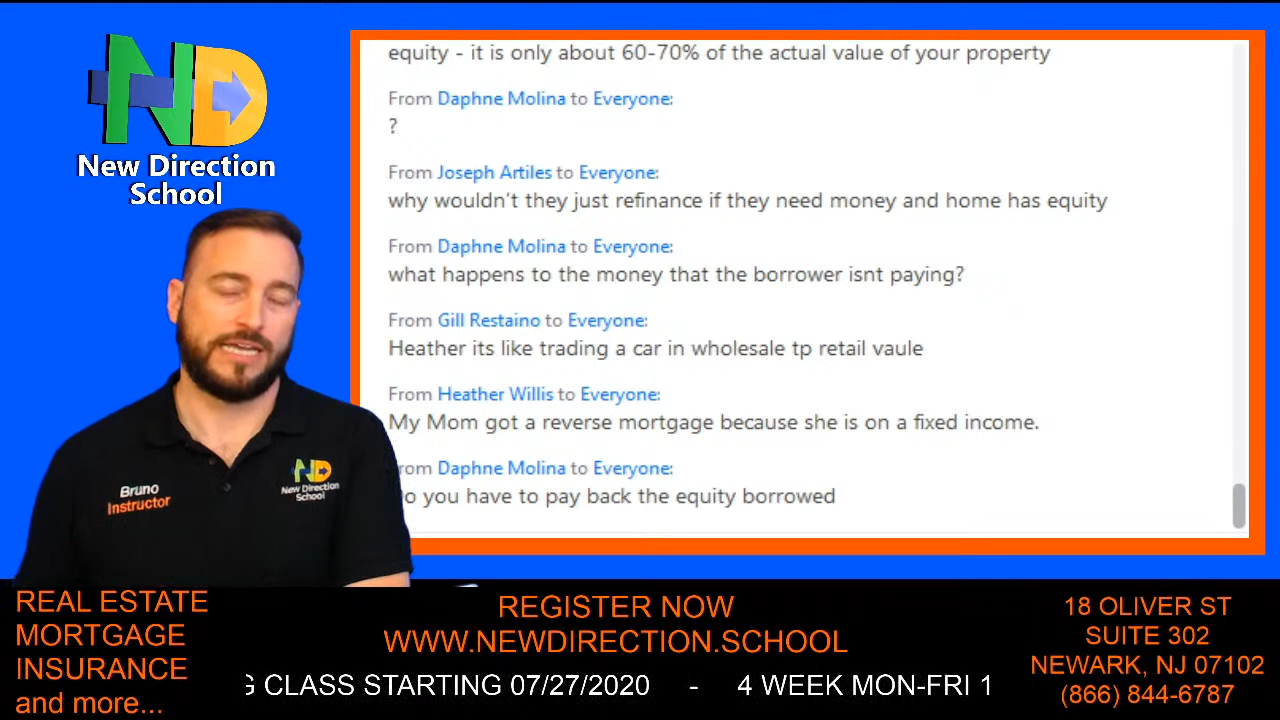 ND
New Direction
School
equity - it is only about 60-70% of the actual value of your property
From Daphne Molina to Everyone:
?
From Joseph Artiles to Everyone:
why wouldn't they just refinance if they need money and home has equity
From Daphne Molina to Everyone:
what happens to the money that the borrower isnt paying?
From Gill Restaino to Everyone:
Heather its like trading a car in wholesale tp retail vaule
From Heather Willis to Everyone:
My Mom got a reverse mortgage because she is on a fixed income.
rom Daphne Molina to Everyone:
o you have to pay back the equity borrowed
Bruno
Instructor
ND
New Direction
School
REAL ESTATE
MORTGAGE
INSURANCE
and more...
REGISTER NOW
WWW.NEWDIRECTION.SCHOOL
G CLASS STARTING 07/27/2020 - 4 WEEK MON-FRI 1
18 OLIVER ST
SUITE 302
NEWARK, NJ 07102
(866) 844-6787